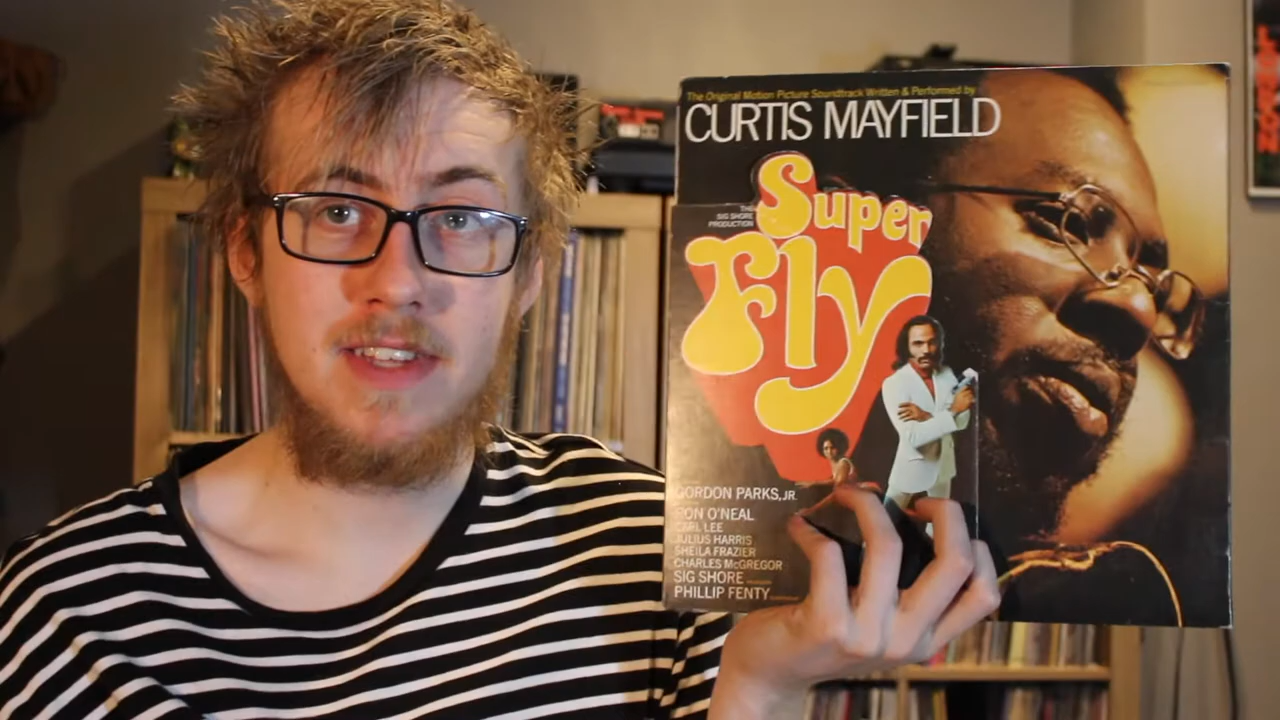 The Original Motion Picture Soundtrack Written & Performed by
CURTIS MAYFIELD
THE
SIG SHORE
PRODUCTION
Super
Fly
GORDON PARKS, JR.
RON O'NEAL
CARL LEE
JULIUS HARRIS
SHEILA FRAZIER
CHARLES McGREGOR
SIG SHORE
PHILLIP FENTY